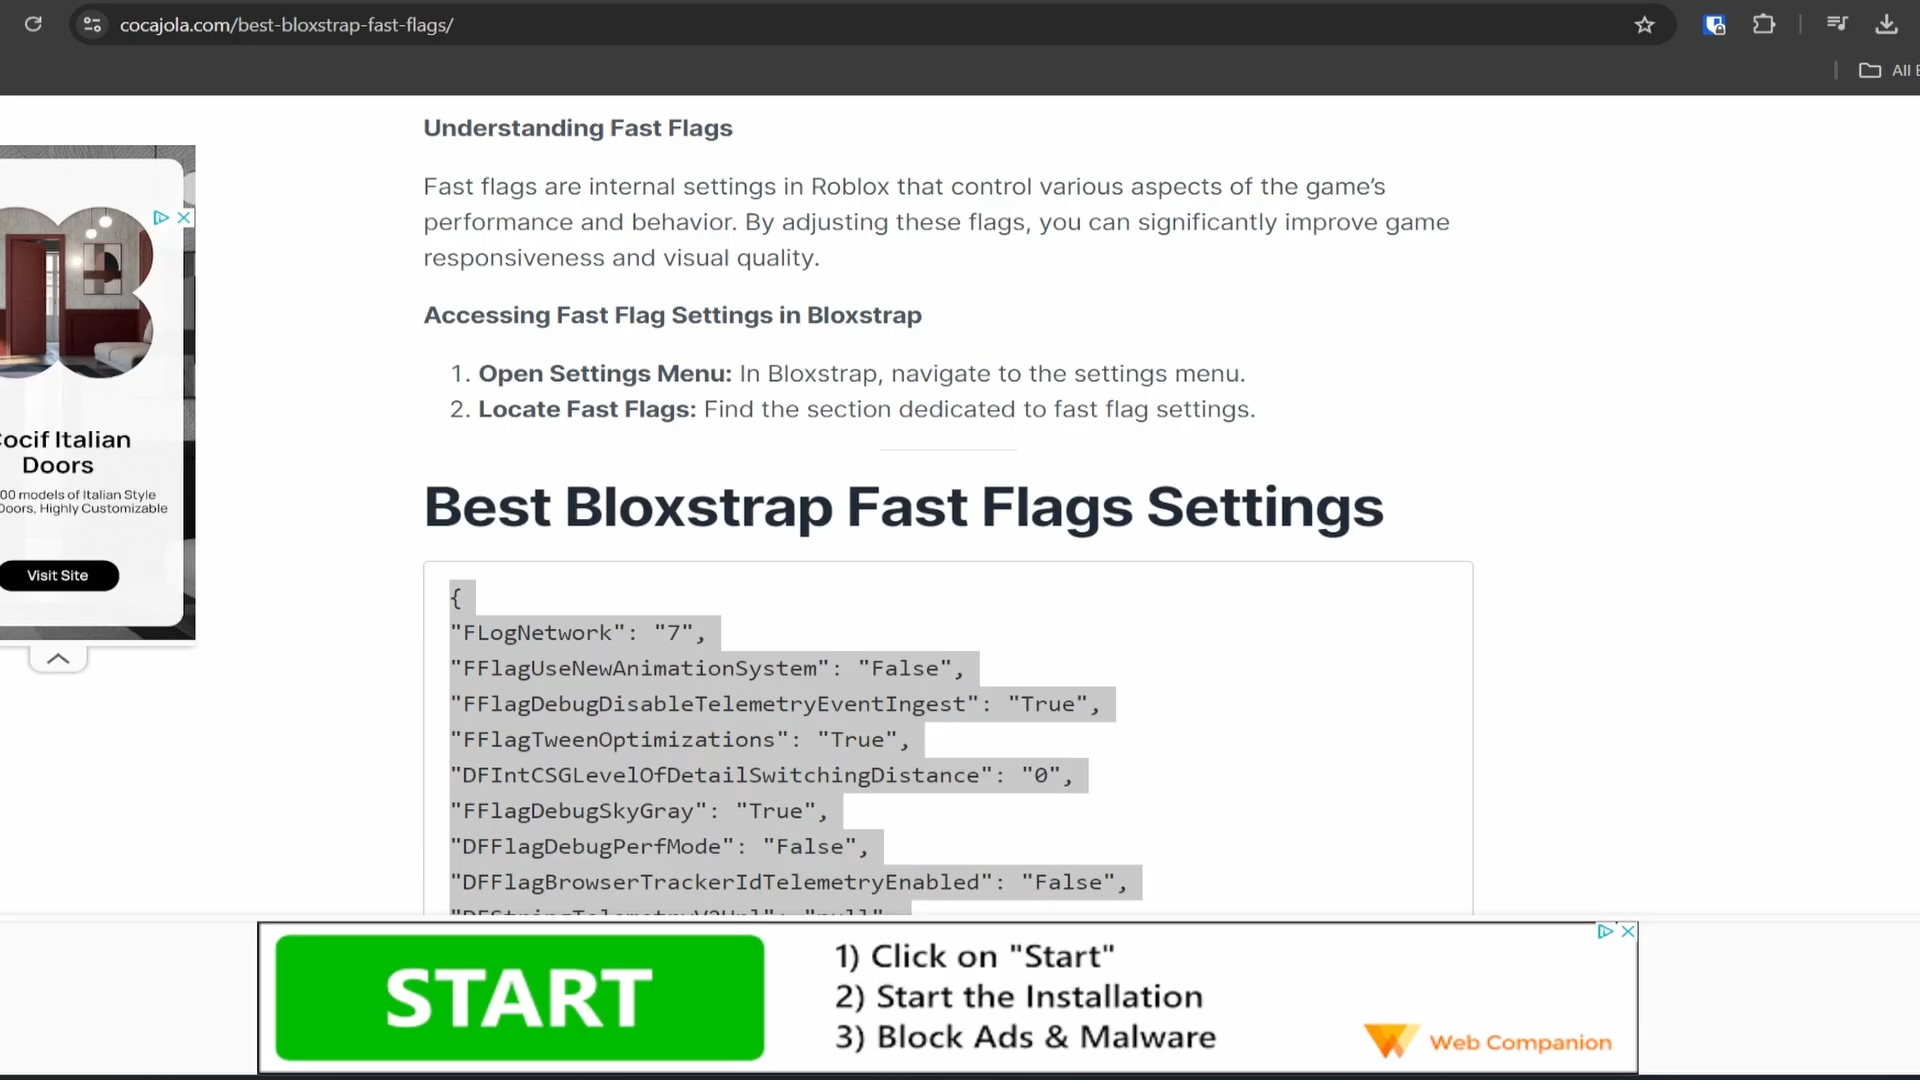 cocajola.com/best-bloxstrap-fast-flags/
All
Understanding Fast Flags
Fast flags are internal settings in Roblox that control various aspects of the game’s
performance and behavior. By adjusting these flags, you can significantly improve game
responsiveness and visual quality.
Accessing Fast Flag Settings in Bloxstrap
1. Open Settings Menu: In Bloxstrap, navigate to the settings menu.
2. Locate Fast Flags: Find the section dedicated to fast flag settings.
Best Bloxstrap Fast Flags Settings
{
"FLogNetwork": "7",
"FFlagUseNewAnimationSystem": "False",
"FFlagDebugDisableTelemetryEventIngest": "True",
"FFlagTweenOptimizations": "True",
"DFIntCSGLevelOfDetailSwitchingDistance": "0",
"FFlagDebugSkyGray": "True",
"DFFlagDebugPerfMode": "False",
"DFFlagBrowserTrackerIdTelemetryEnabled": "False",
Italian
Doors
models of Italian Style
Doors, Highly Customizable
Visit Site
START
1) Click on "Start"
2) Start the Installation
3) Block Ads & Malware
Web Companion